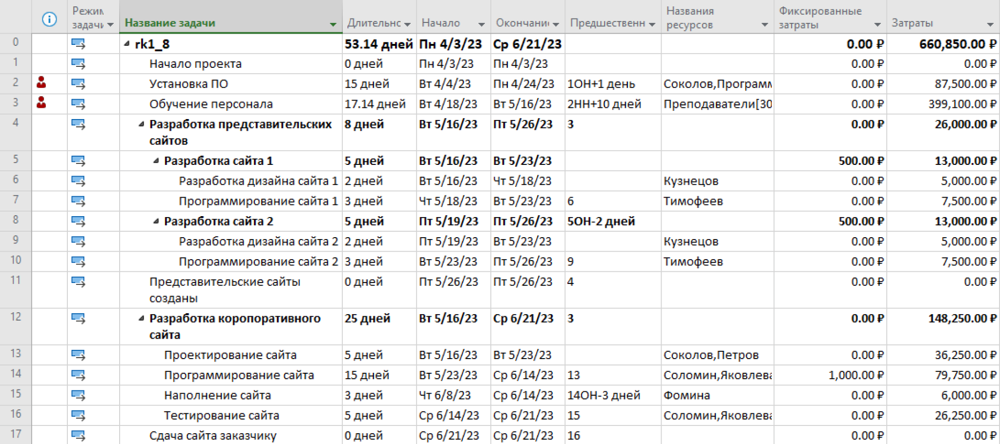 Режим задачи Название задачи Длительнс Начало Окончание Предшественн Названия ресурсов Фиксированные затраты Затраты
0 rk1_8 53.14 дней Пн 4/3/23 Ср 6/21/23 0.00 ₽ 660,850.00 ₽
1 Начало проекта 0 дней Пн 4/3/23 Пн 4/3/23 0.00 ₽ 0.00 ₽
2 Установка ПО 15 дней Вт 4/4/23 Пн 4/24/23 1ОН+1 день Соколов,Программ 0.00 ₽ 87,500.00 ₽
3 Обучение персонала 17.14 дней Вт 4/18/23 Вт 5/16/23 2НН+10 дней Преподаватели[30 0.00 ₽ 399,100.00 ₽
4 Разработка представительских 8 дней Вт 5/16/23 Пт 5/26/23 3 0.00 ₽ 26,000.00 ₽
сайтов
5 Разработка сайта 1 5 дней Вт 5/16/23 Вт 5/23/23 500.00 ₽ 13,000.00 ₽
6 Разработка дизайна сайта 1 2 дней Вт 5/16/23 Чт 5/18/23 Кузнецов 0.00 ₽ 5,000.00 ₽
7 Программирование сайта 1 3 дней Чт 5/18/23 Вт 5/23/23 6 Тимофеев 0.00 ₽ 7,500.00 ₽
8 Разработка сайта 2 5 дней Пт 5/19/23 Пт 5/26/23 5ОН-2 дней 500.00 ₽ 13,000.00 ₽
9 Разработка дизайна сайта 2 2 дней Пт 5/19/23 Вт 5/23/23 Кузнецов 0.00 ₽ 5,000.00 ₽
10 Программирование сайта 2 3 дней Вт 5/23/23 Пт 5/26/23 9 Тимофеев 0.00 ₽ 7,500.00 ₽
11 Представительские сайты 0 дней Пт 5/26/23 Пт 5/26/23 4 0.00 ₽ 0.00 ₽
созданы
12 Разработка коропоративного 25 дней Вт 5/16/23 Ср 6/21/23 3 0.00 ₽ 148,250.00 ₽
сайта
13 Проектирование сайта 5 дней Вт 5/16/23 Вт 5/23/23 Соколов,Петров 0.00 ₽ 36,250.00 ₽
14 Программирование сайта 15 дней Вт 5/23/23 Ср 6/14/23 13 Соломин,Яковлева 1,000.00 ₽ 79,750.00 ₽
15 Наполнение сайта 3 дней Чт 6/8/23 Ср 6/14/23 14ОН-3 дней Фомина 0.00 ₽ 6,000.00 ₽
16 Тестирование сайта 5 дней Ср 6/14/23 Ср 6/21/23 15 Соломин,Яковлева 0.00 ₽ 26,250.00 ₽
17 Сдача сайта заказчику 0 дней Ср 6/21/23 Ср 6/21/23 16 0.00 ₽ 0.00 ₽